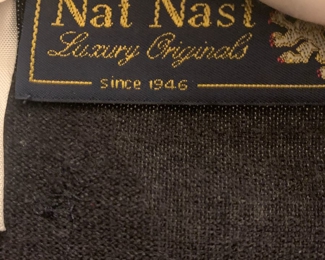 Nat Nast
Luxury Originals
since 1946